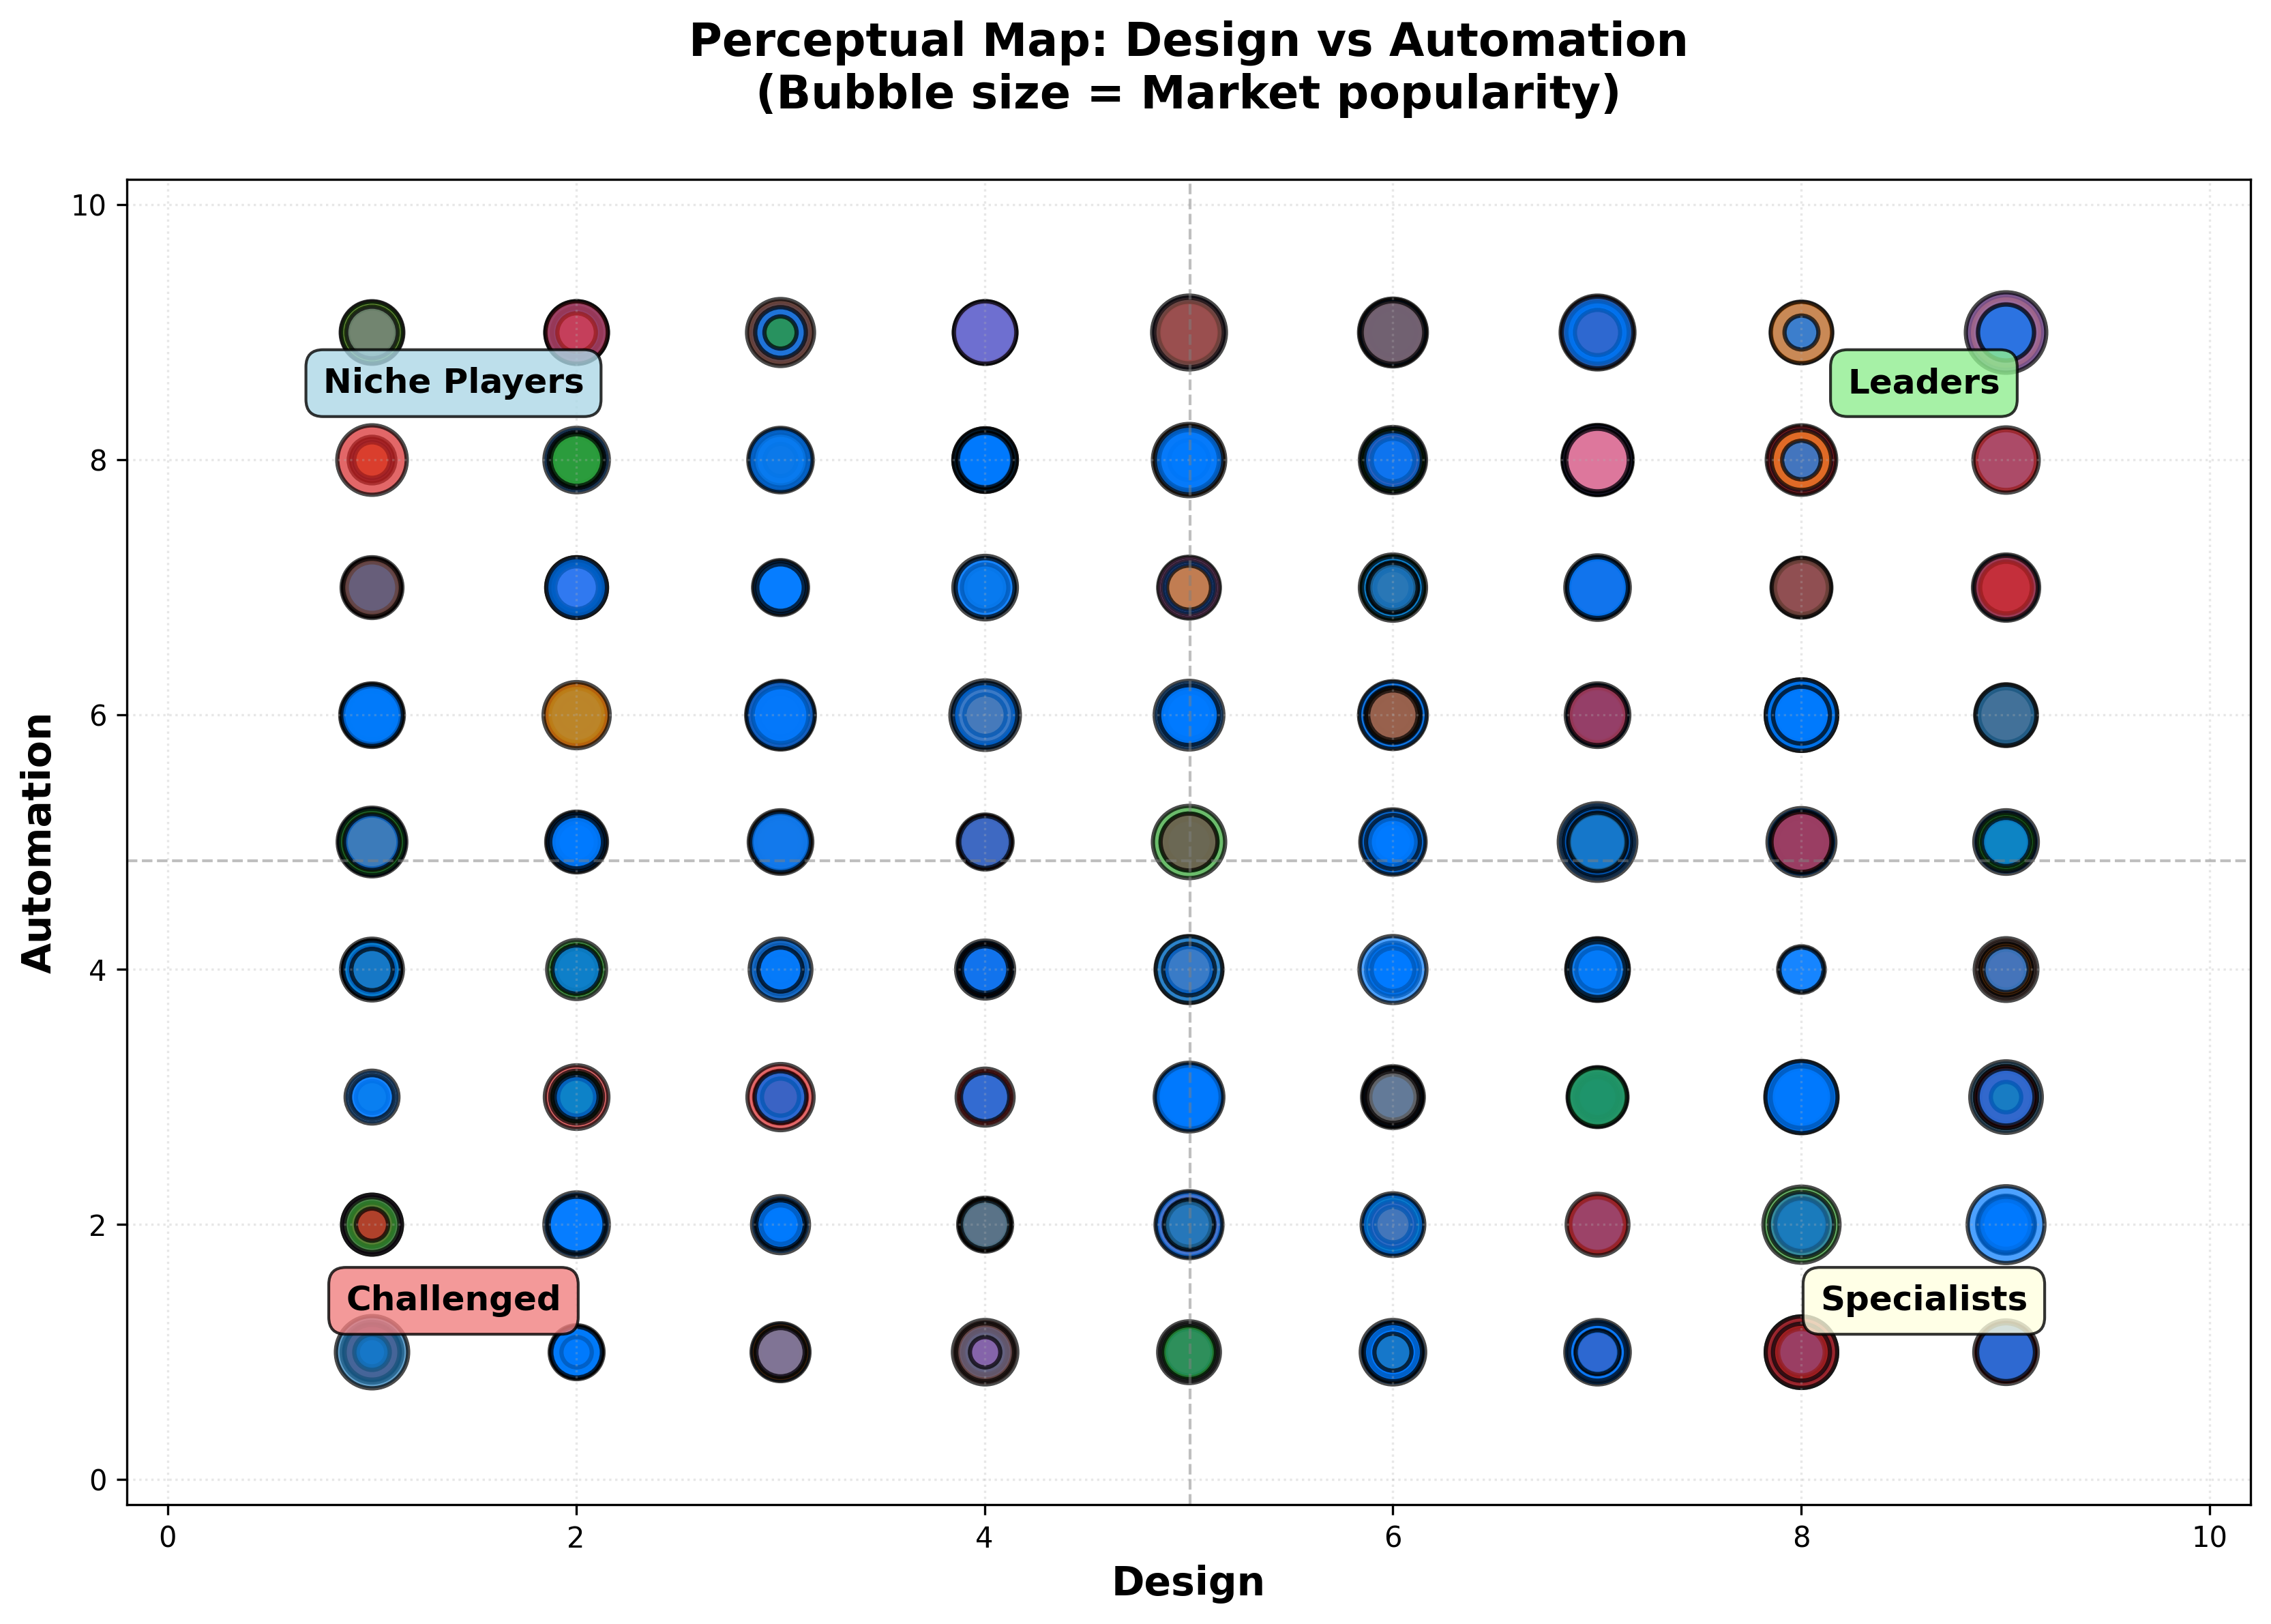 Perceptual Map: Design vs Automation
(Bubble size = Market popularity)
10
8
6
4
2
0
Automation
Niche Players
Leaders
Challenged
Specialists
0 2 4 6 8 10
Design